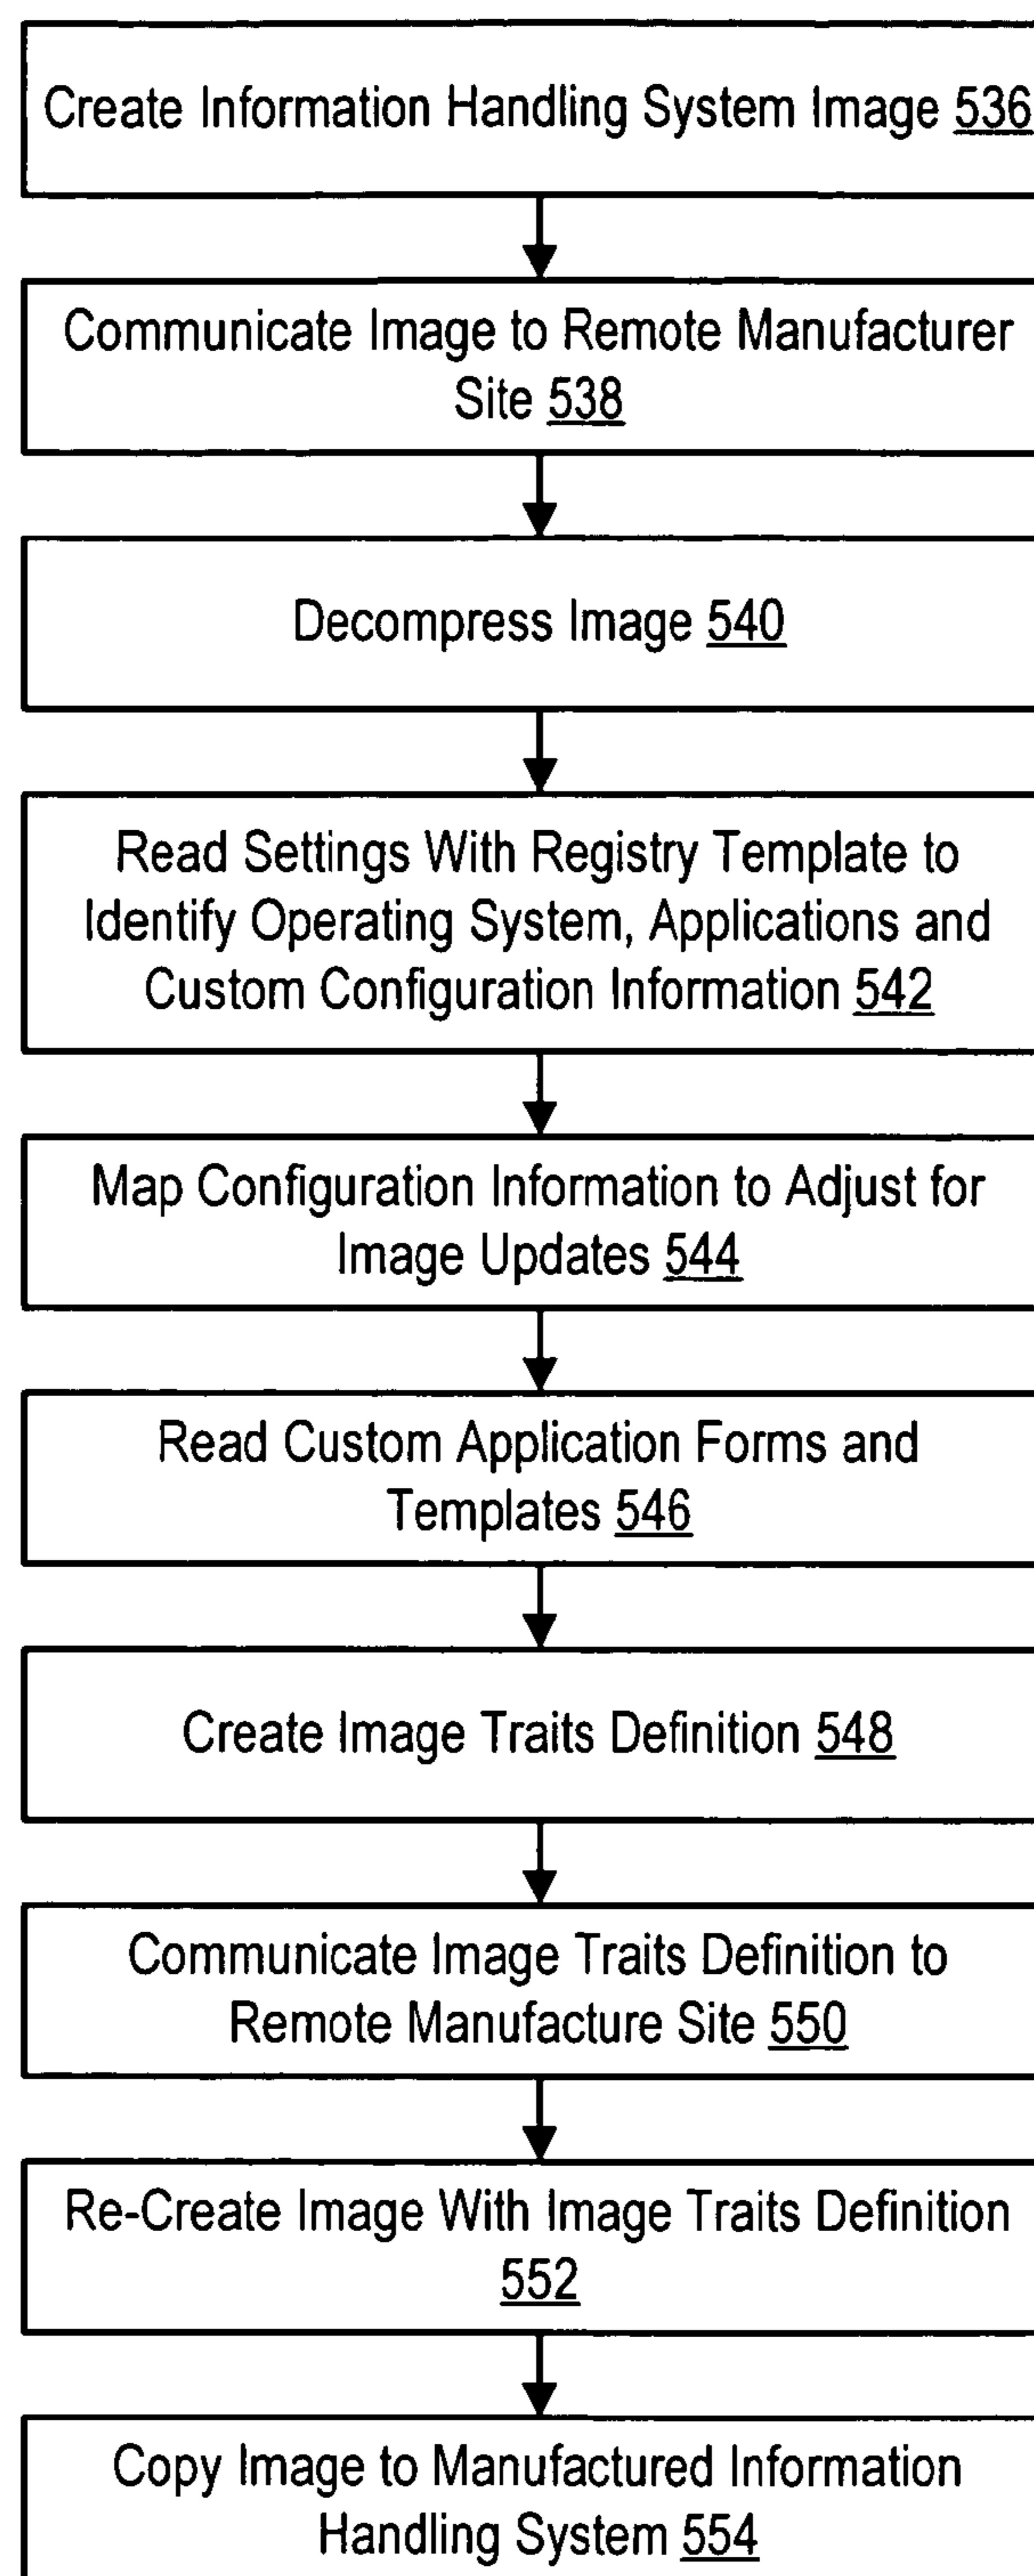 Create Information Handling System Image 536
Communicate Image to Remote Manufacturer
Site 538
Decompress Image 540
Read Settings With Registry Template to
Identify Operating System, Applications and
Custom Configuration Information 542
Map Configuration Information to Adjust for
Image Updates 544
Read Custom Application Forms and
Templates 546
Create Image Traits Definition 548
Communicate Image Traits Definition to
Remote Manufacture Site 550
Re-Create Image With Image Traits Definition
552
Copy Image to Manufactured Information
Handling System 554